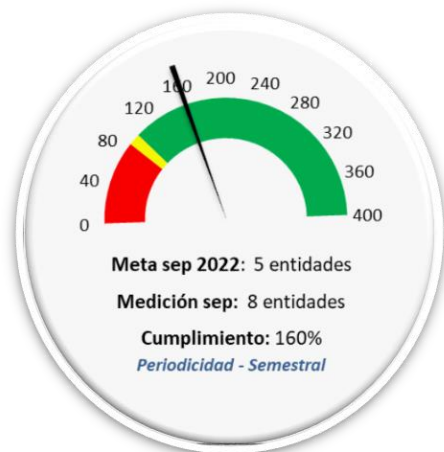 0
40
80
120
160
200
240
280
320
360
400
Meta sep 2022: 5 entidades
Medición sep: 8 entidades
Cumplimiento: 160%
Periodicidad - Semestral